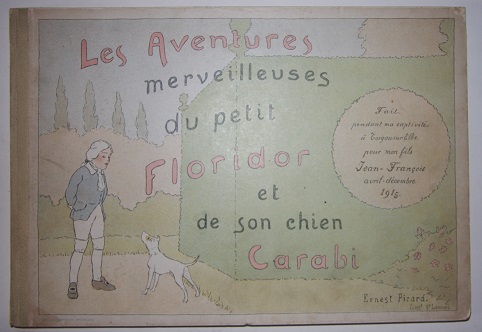 Les Aventures
merveilleuses
du petit
Floridor
et
de son chien
Carabi
Fait
pendant ma captivité
à
pour mon fils
Jean-François
avril-décembre
Ernest Picard.